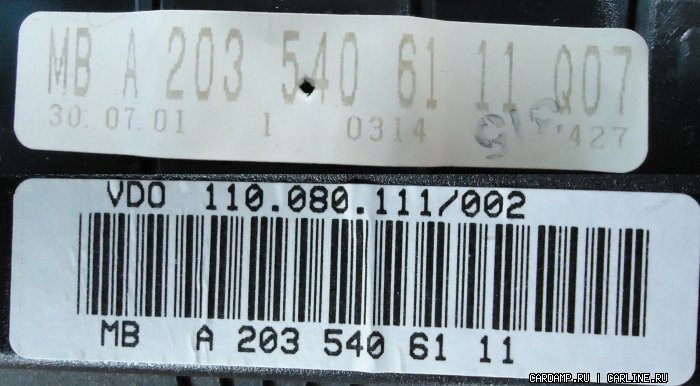 MB A 203 540 61 11 Q07
30.07.01 1 0314 427
VDO 110.080.111/002
MB A 203 540 61 11
GARDAMP.RU | CARLINE.RU